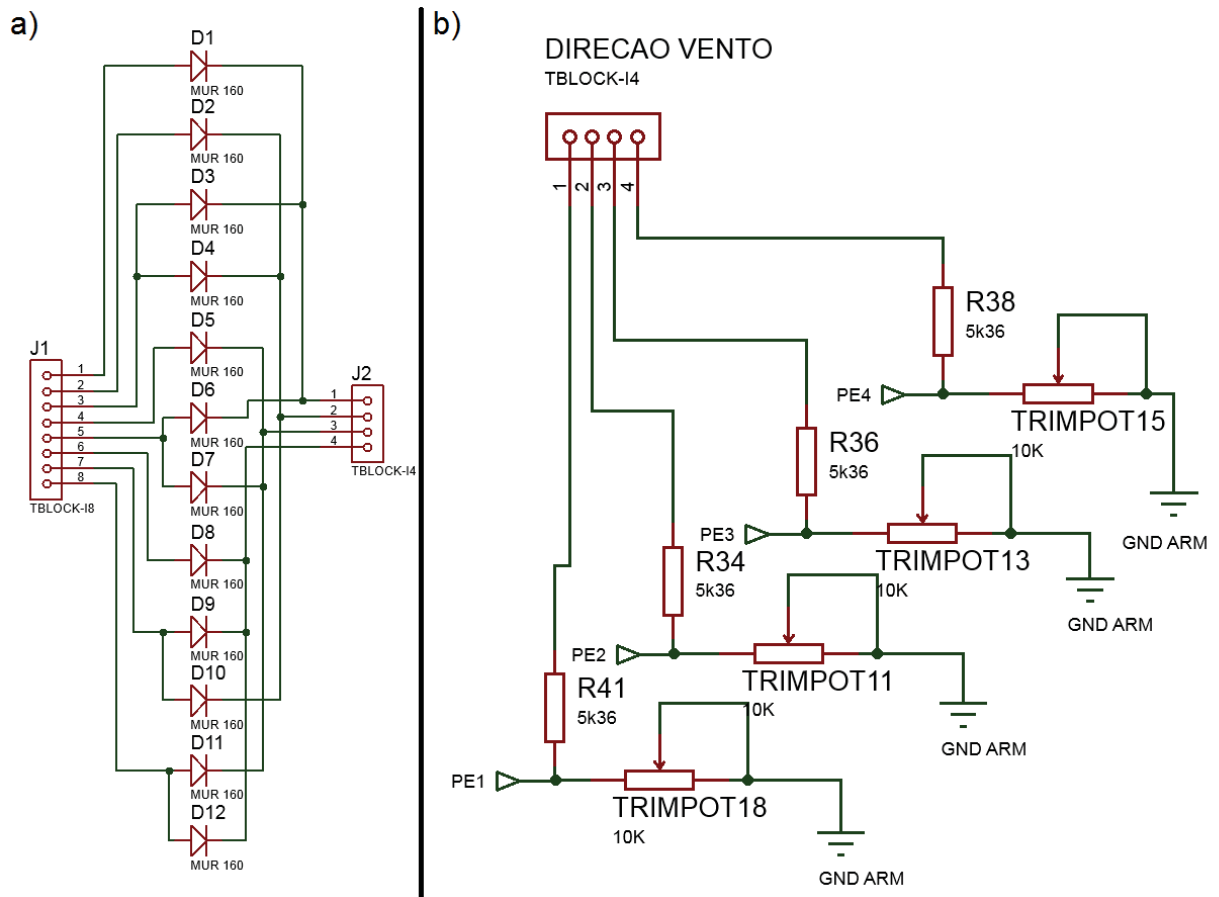 a)
D1
MUR 160
D2
MUR 160
D3
MUR 160
D4
MUR 160
D5
MUR 160
D6
MUR 160
D7
MUR 160
D8
MUR 160
D9
MUR 160
D10
MUR 160
D11
MUR 160
D12
MUR 160
J1
1
2
3
4
5
6
7
8
TBLOCK-I8
J2
1
2
3
4
TBLOCK-I4
b)
DIRECAO VENTO
TBLOCK-I4
1
2
3
4
R38
5k36
PE4
TRIMPOT15
10K
GND ARM
R36
5k36
PE3
TRIMPOT13
10K
GND ARM
R34
5k36
PE2
TRIMPOT11
10K
GND ARM
R41
5k36
PE1
TRIMPOT18
10K
GND ARM